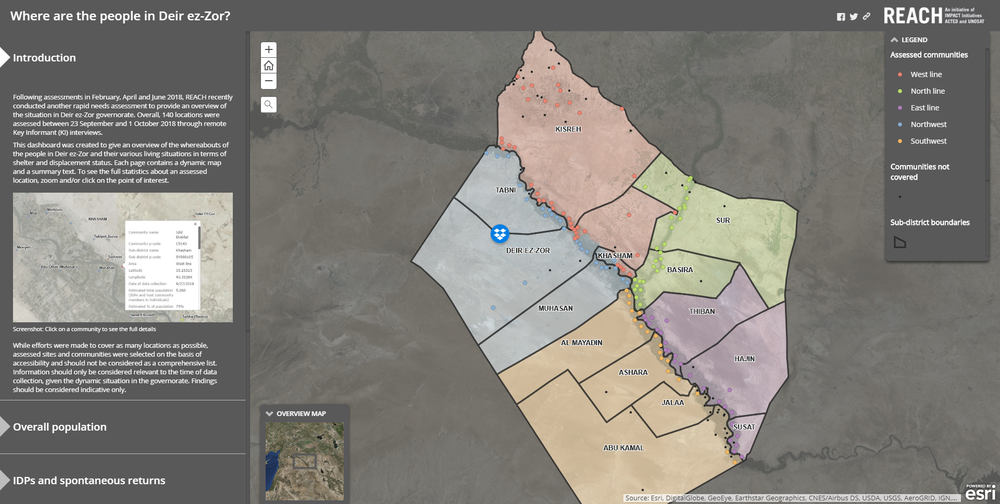 Where are the people in Deir ez-Zor?
REACH
An initiative of
IMPACT Initiatives
ACTED and UNOSAT
Introduction
Following assessments in February, April and June 2018, REACH recently
conducted another rapid needs assessment to provide an overview of
the situation in Deir ez-Zor governorate. Overall, 140 locations were
assessed between 23 September and 1 October 2018 through remote
Key Informant (KI) interviews.
This dashboard was created to give an overview of the whereabouts of
the people in Deir ez-Zor and their various living situations in terms of
shelter and displacement status. Each page contains a dynamic map
and a summary text. To see the full statistics about an assessed
location, zoom and/or click on the point of interest.
Mrat
Mathlum
KHASHAM
Tabiyet Jazira
Mreiyeh
Sadouni
Abu Omar (Muhasan)
Muhasan
Sabha (Basira)
Community name Jdid
Ekeidat
Community p-code C5143
Sub-district name Khasham
Sub-district p-code SY090105
Area West line
Latitude 35.25515
Longitude 40.35289
Date of data collection 9/27/2018
Estimated total population 5,000
(IDPs and host community
members in individuals)
Estimated % of population 75%
Screenshot: Click on a community to see the full details
While efforts were made to cover as many locations as possible,
assessed sites and communities were selected on the basis of
accessibility and should not be considered as a comprehensive list.
Information should only be considered relevant to the time of data
collection, given the dynamic situation in the governorate. Findings
should be considered indicative only.
Overall population
IDPs and spontaneous returns
KISREH
TABNI
SUR
DEIR-EZ-ZOR
KHASHAM
BASIRA
MUHASAN
THIBAN
AL MAYADIN
HAJIN
ASHARA
JALAA
SUSAT
ABU KAMAL
OVERVIEW MAP
LEGEND
Assessed communities
West line
North line
East line
Northwest
Southwest
Communities not
covered
Sub-district boundaries
Source: Esri, DigitalGlobe, GeoEye, Earthstar Geographics, CNES/Airbus DS, USDA, USGS, AeroGRID, IGN,...
POWERED BY
esri